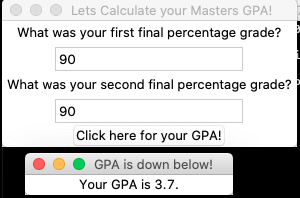 Lets Calculate your Masters GPA!
What was your first final percentage grade?
90
What was your second final percentage grade?
90
Click here for your GPA!
GPA is down below!
Your GPA is 3.7.